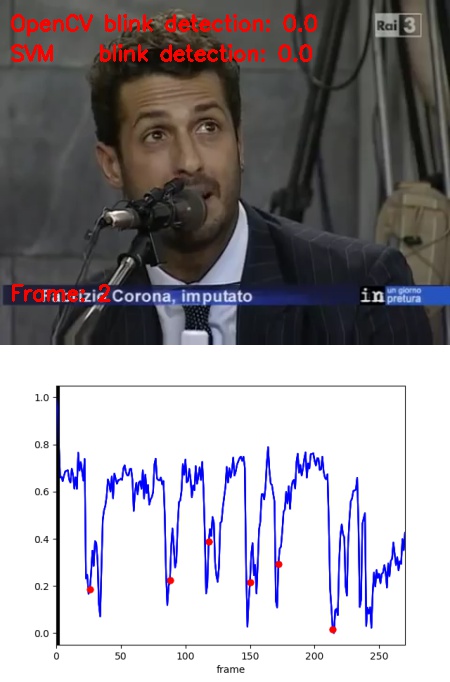 OpenCV blink detection: 0.0
Rai 3
SVM blink detection: 0.0
Frame: 2
Fabrizio Corona, imputato
in un giorno
pretura
1.0
0.8
0.6
0.4
0.2
0.0
0 50 100 150 200 250
frame